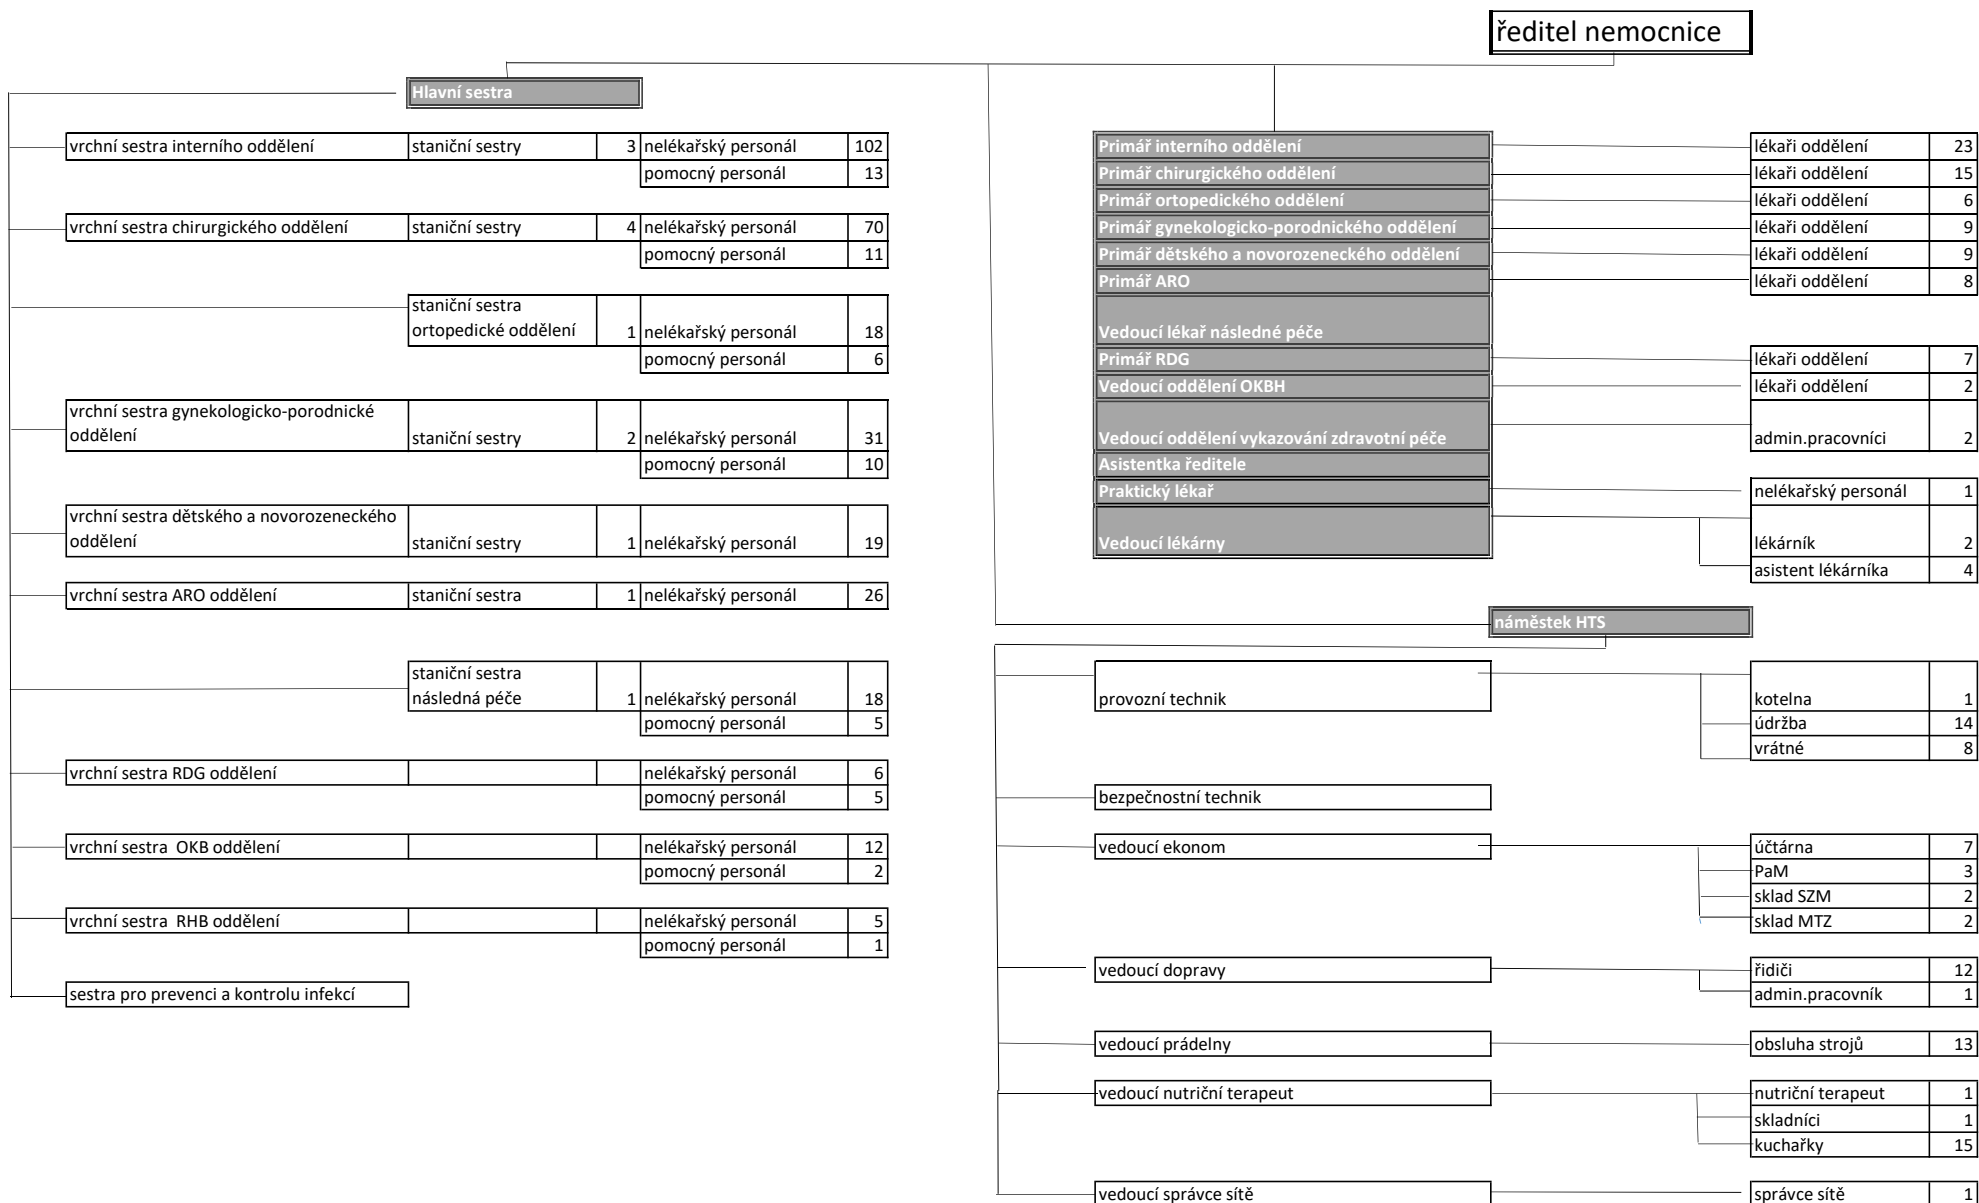 ředitel nemocnice
Hlavní sestra
vrchní sestra interního oddělení staniční sestry 3 nelékařský personál 102
pomocný personál 13
vrchní sestra chirurgického oddělení staniční sestry 4 nelékařský personál 70
pomocný personál 11
staniční sestra
ortopedické oddělení 1 nelékařský personál 18
pomocný personál 6
vrchní sestra gynekologicko-porodnické
oddělení staniční sestry 2 nelékařský personál 31
pomocný personál 10
vrchní sestra dětského a novorozeneckého
oddělení staniční sestry 1 nelékařský personál 19
vrchní sestra ARO oddělení staniční sestra 1 nelékařský personál 26
staniční sestra
následná péče 1 nelékařský personál 18
pomocný personál 5
vrchní sestra RDG oddělení nelékařský personál 6
pomocný personál 5
vrchní sestra  OKB oddělení nelékařský personál 12
pomocný personál 2
vrchní sestra  RHB oddělení nelékařský personál 5
pomocný personál 1
sestra pro prevenci a kontrolu infekcí
Primář interního oddělení lékaři oddělení 23
Primář chirurgického oddělení lékaři oddělení 15
Primář ortopedického oddělení lékaři oddělení 6
Primář gynekologicko-porodnického oddělení lékaři oddělení 9
Primář dětského a novorozeneckého oddělení lékaři oddělení 9
Primář ARO lékaři oddělení 8
Vedoucí lékař následné péče
Primář RDG lékaři oddělení 7
Vedoucí oddělení OKBH lékaři oddělení 2
Vedoucí oddělení vykazování zdravotní péče admin.pracovníci 2
Asistentka ředitele
Praktický lékař nelékařský personál 1
Vedoucí lékárny lékárník 2
asistent lékárníka 4
náměstek HTS
provozní technik kotelna 1
údržba 14
vrátné 8
bezpečnostní technik
vedoucí ekonom účtárna 7
PaM 3
sklad SZM 2
sklad MTZ 2
vedoucí dopravy řidiči 12
admin.pracovník 1
vedoucí prádelny obsluha strojů 13
vedoucí nutriční terapeut nutriční terapeut 1
skladníci 1
kuchařky 15
vedoucí správce sítě správce sítě 1